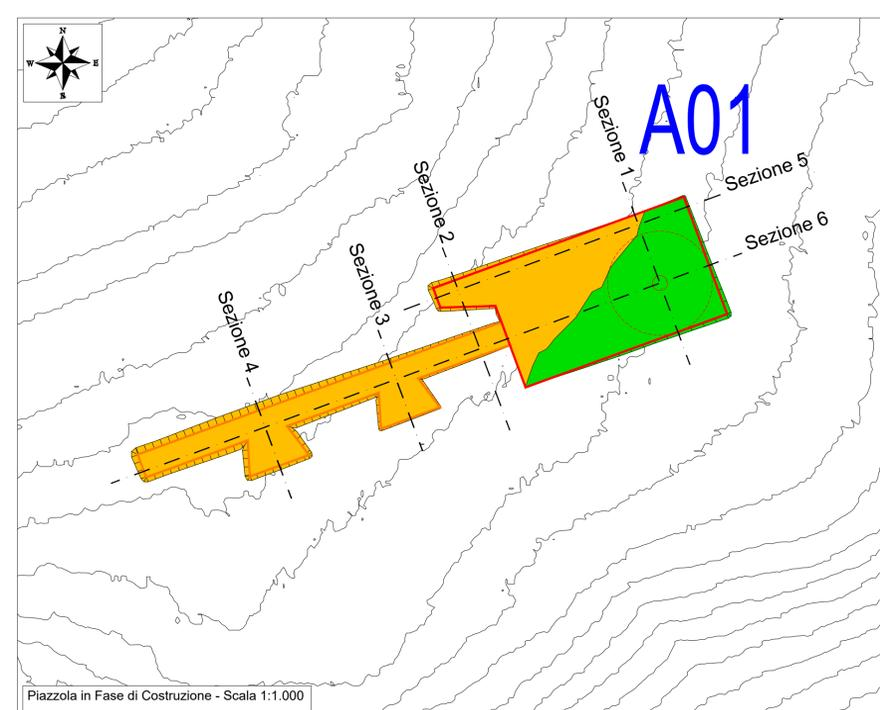 N
W E
S
A01
Sezione 1
Sezione 5
Sezione 2
Sezione 6
Sezione 3
Sezione 4
Piazzola in Fase di Costruzione - Scala 1:1.000